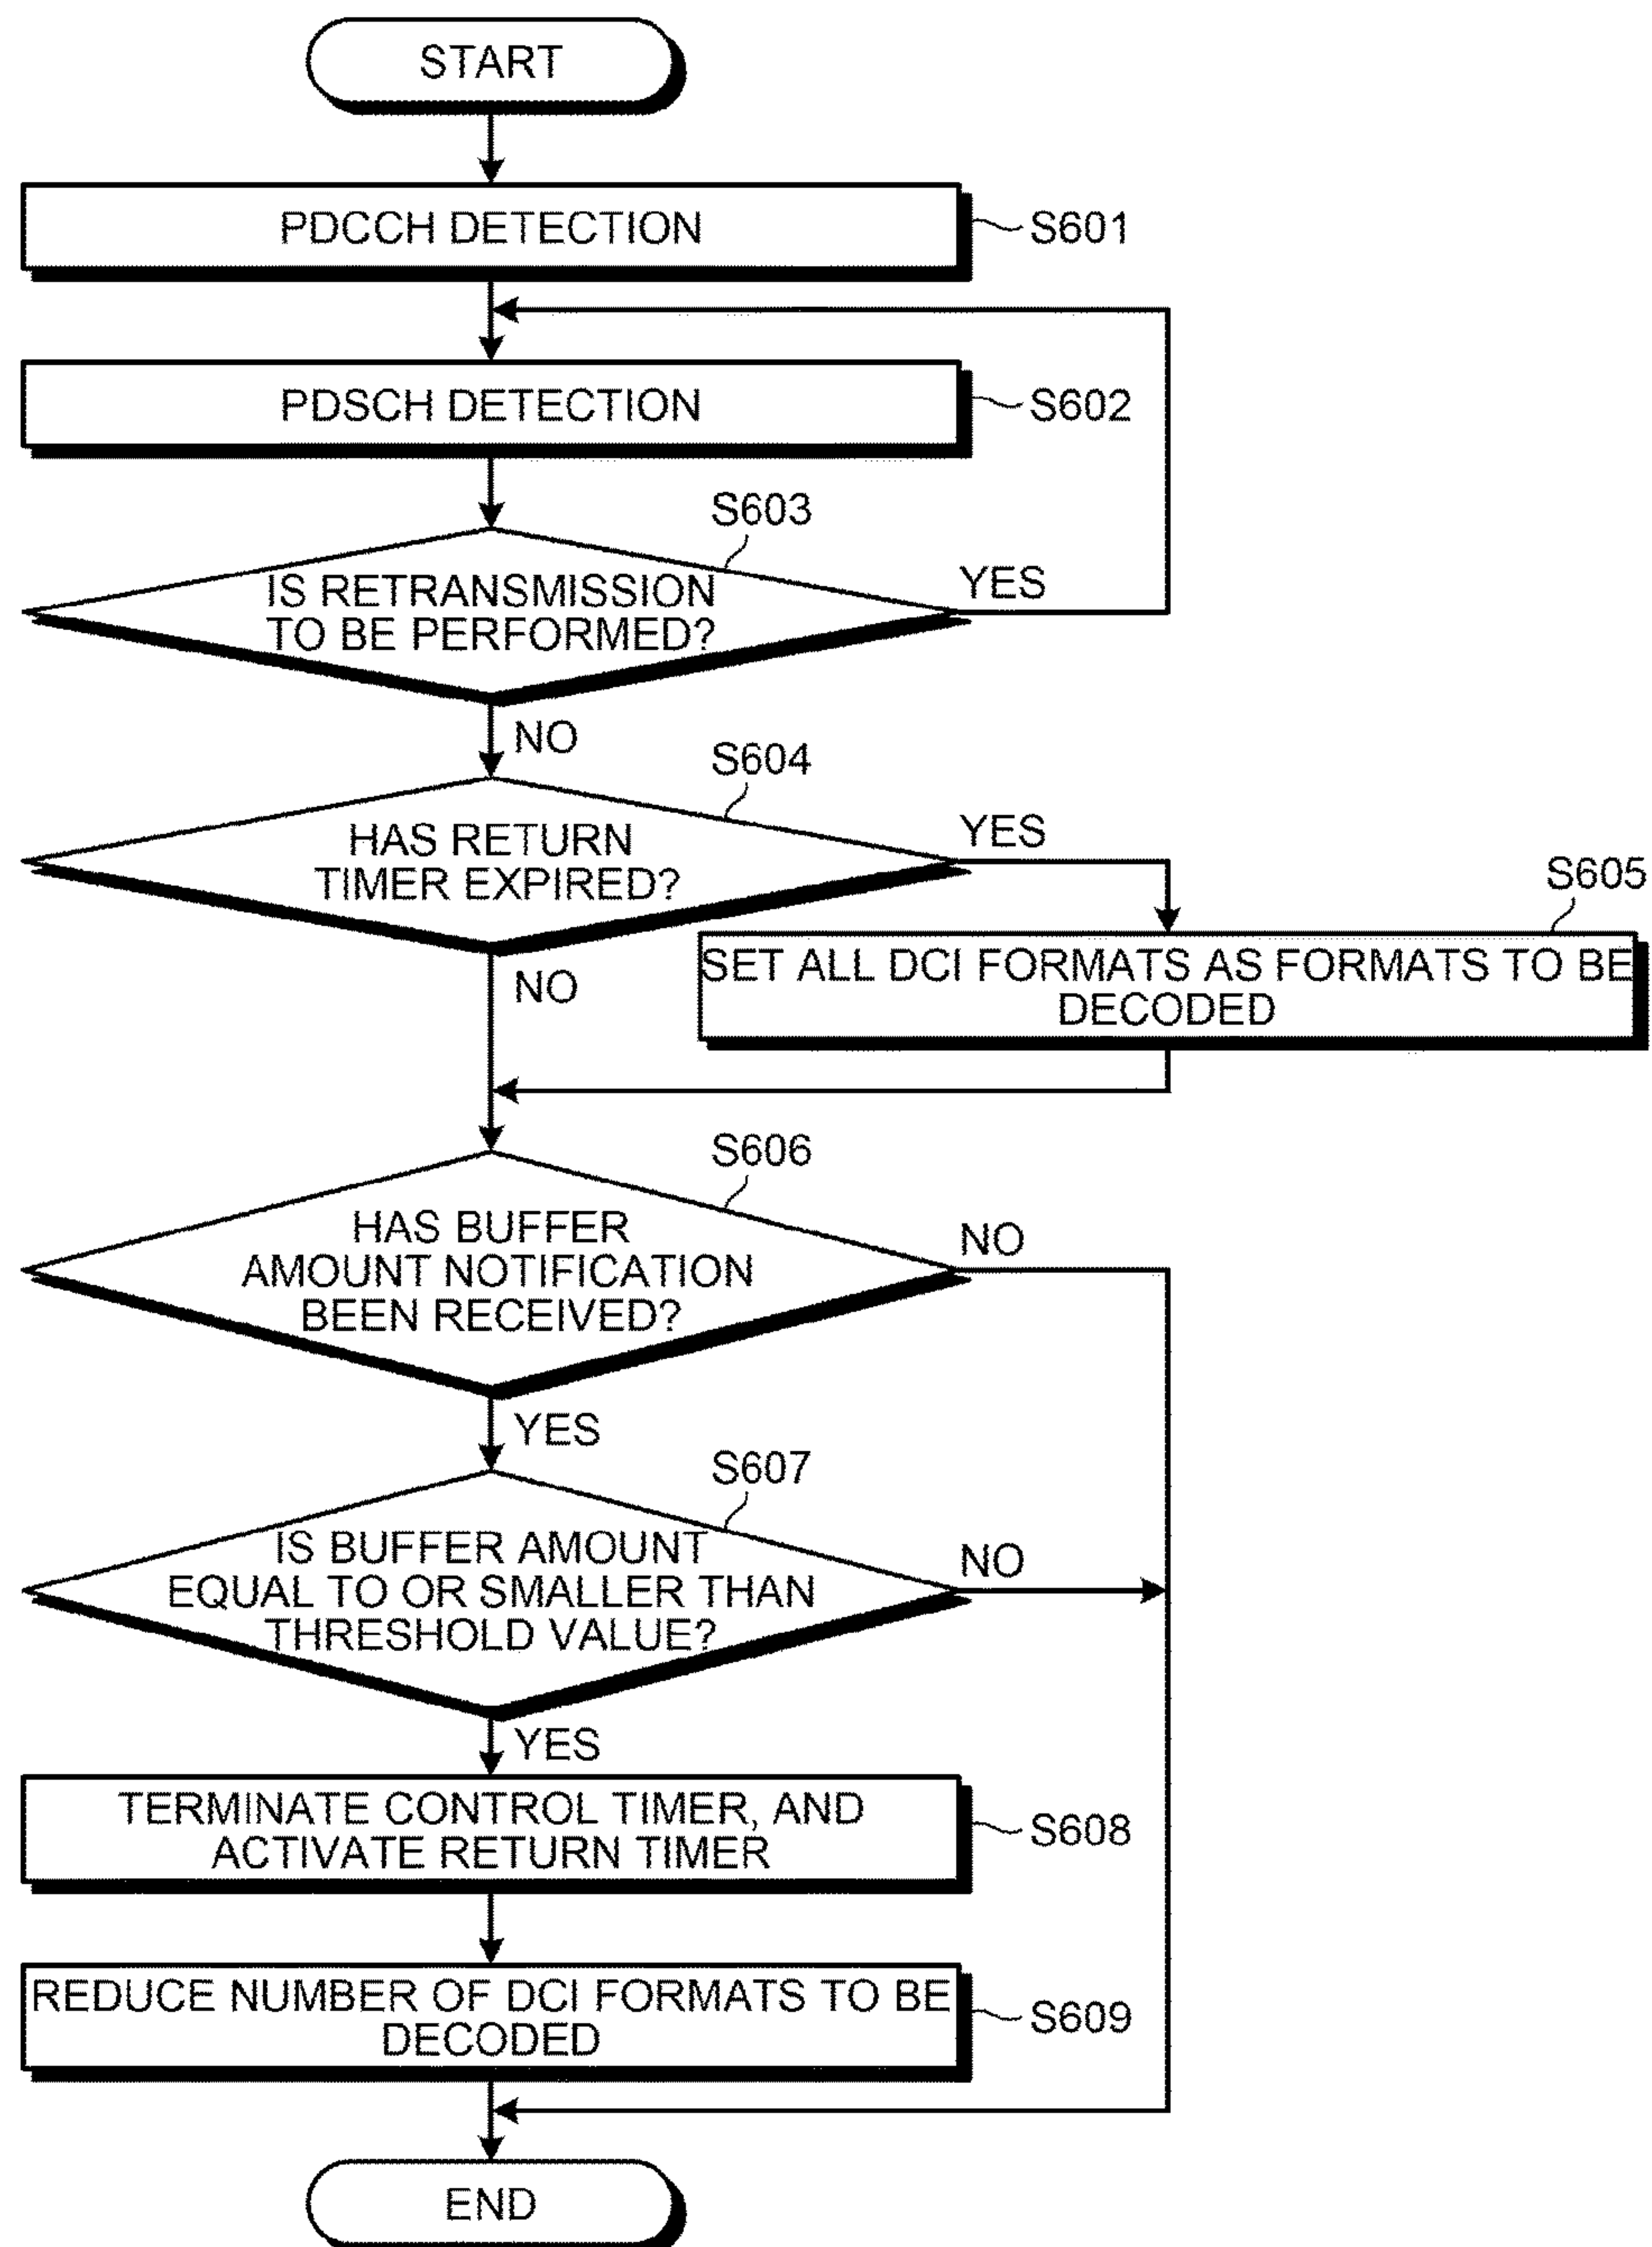 START
PDCCH DETECTION
S601
PDSCH DETECTION
S602
S603
IS RETRANSMISSION
TO BE PERFORMED?
YES
NO
S604
HAS RETURN
TIMER EXPIRED?
YES
S605
SET ALL DCI FORMATS AS FORMATS TO BE
DECODED
NO
S606
HAS BUFFER
AMOUNT NOTIFICATION
BEEN RECEIVED?
NO
YES
S607
IS BUFFER AMOUNT
EQUAL TO OR SMALLER THAN
THRESHOLD VALUE?
NO
YES
TERMINATE CONTROL TIMER, AND
ACTIVATE RETURN TIMER
S608
REDUCE NUMBER OF DCI FORMATS TO BE
DECODED
S609
END